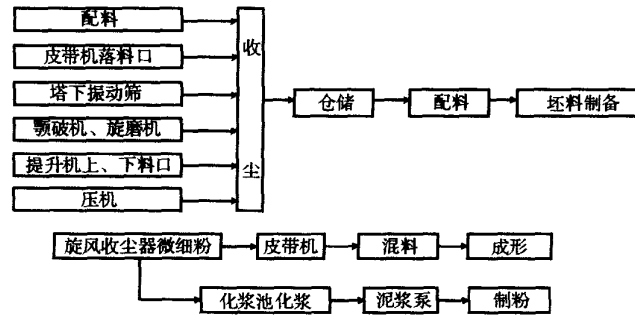 配料
皮带机落料口
塔下振动筛
颚破机、旋磨机
提升机上、下料口
压机
收尘
仓储
配料
坯料制备
旋风收尘器微细粉
皮带机
混料
成形
化浆池化浆
泥浆泵
制粉